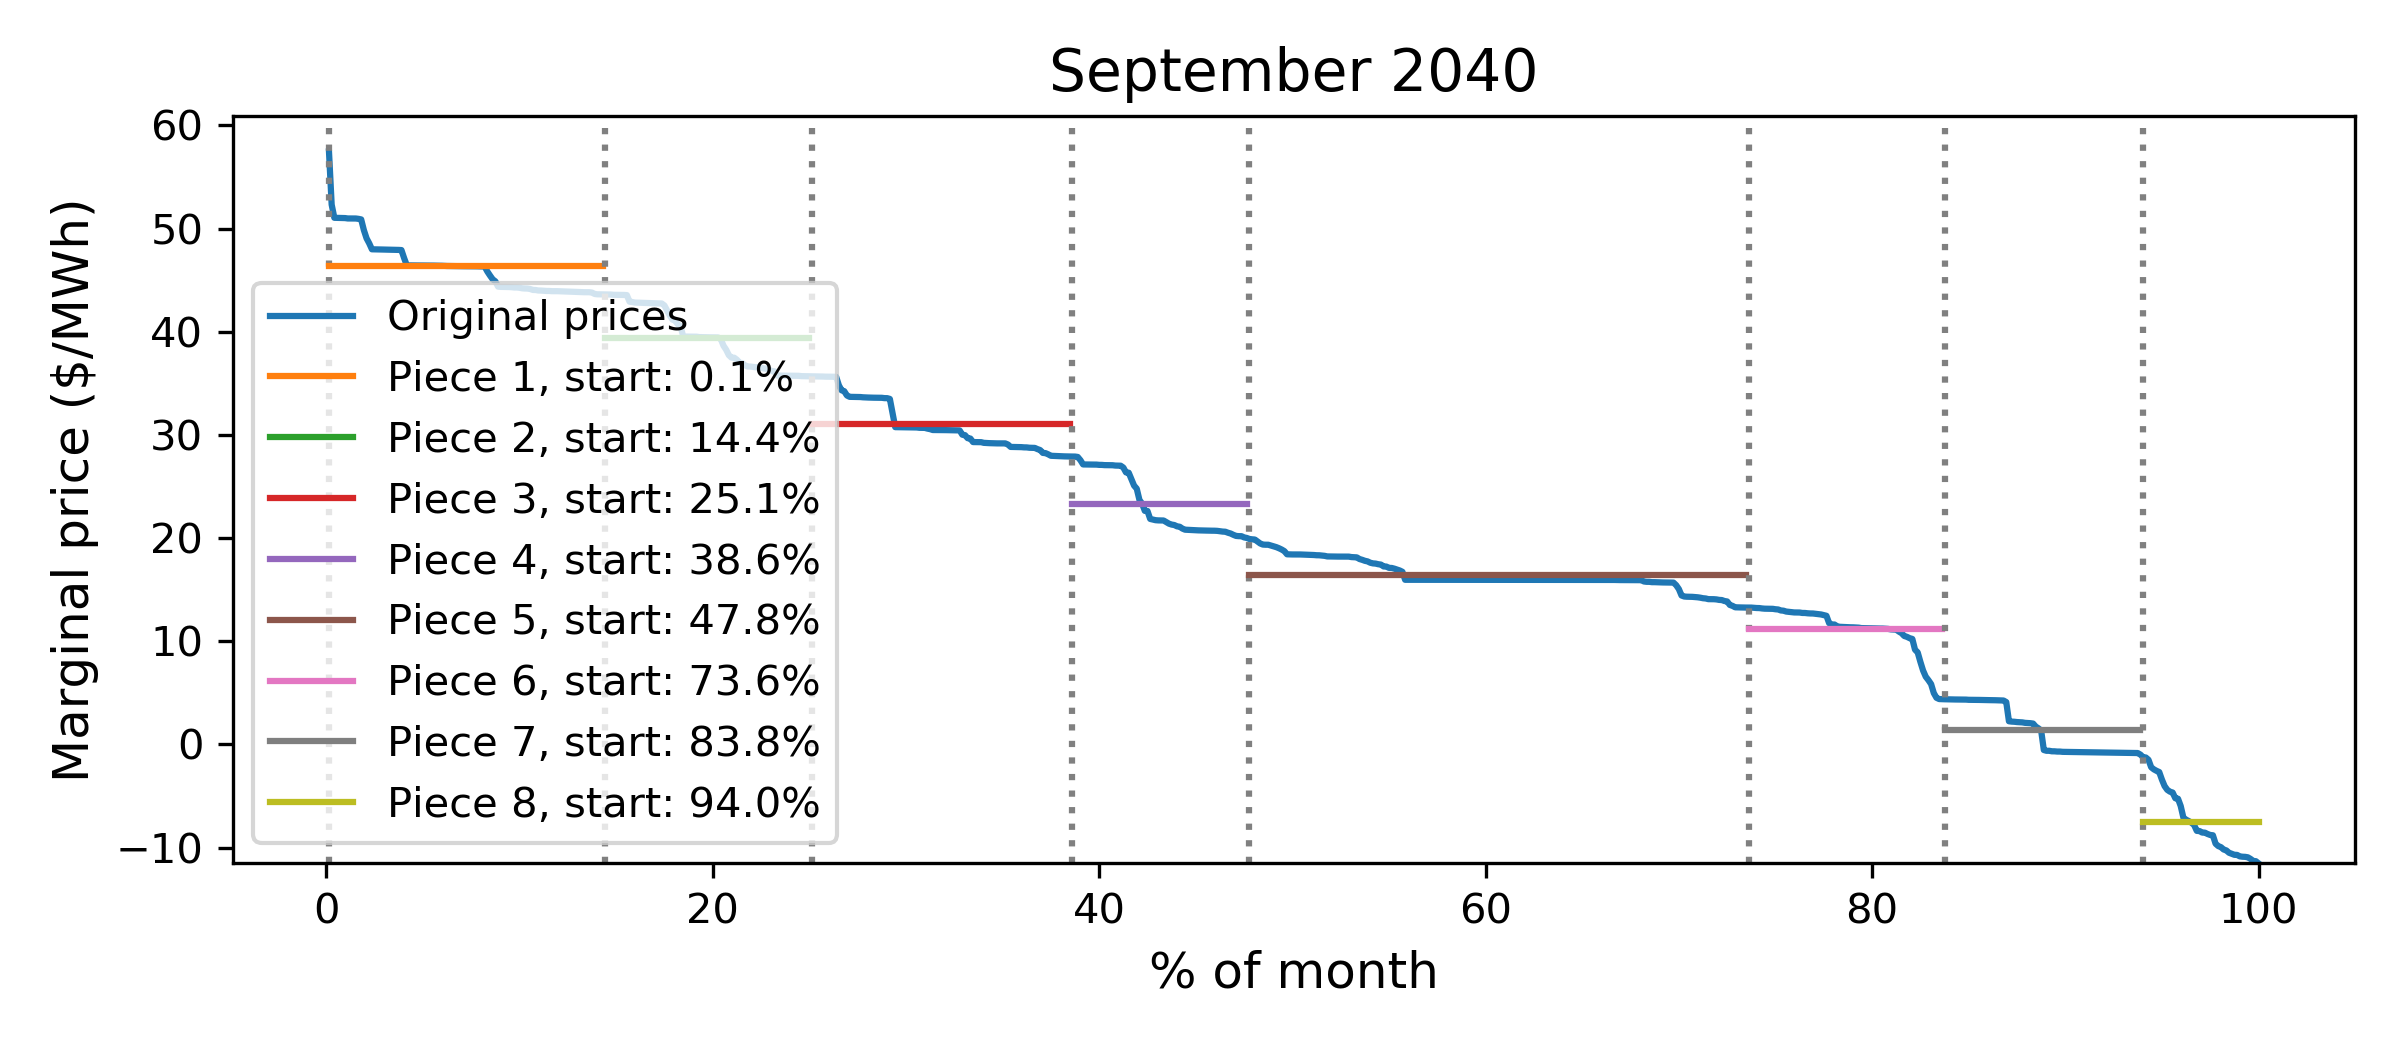 September 2040
Marginal price ($/MWh)
60
50
40
30
20
10
0
−10
Original prices
Piece 1, start: 0.1%
Piece 2, start: 14.4%
Piece 3, start: 25.1%
Piece 4, start: 38.6%
Piece 5, start: 47.8%
Piece 6, start: 73.6%
Piece 7, start: 83.8%
Piece 8, start: 94.0%
0 20 40 60 80 100
% of month